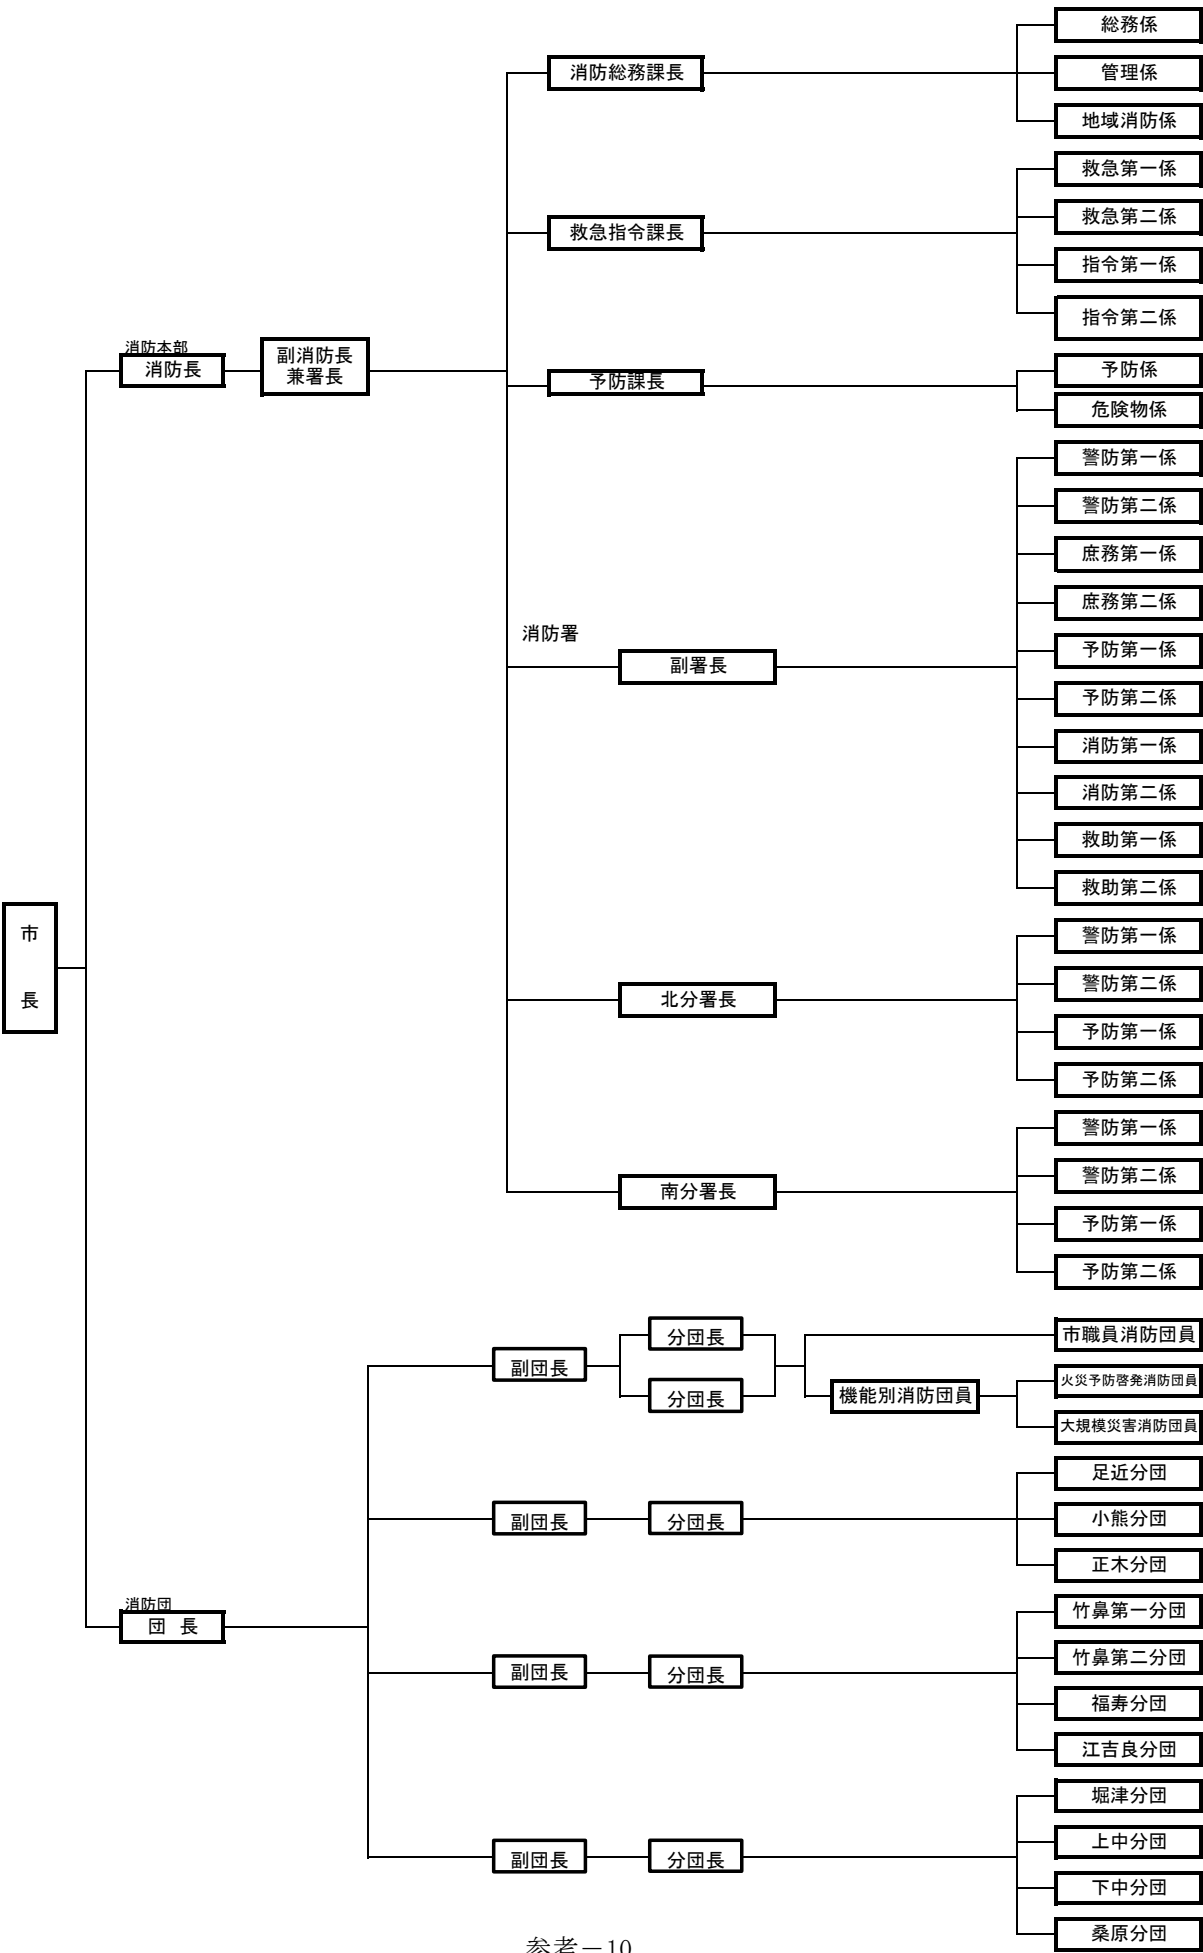 総務係
消防総務課長
管理係
地域消防係
救急第一係
救急第二係
救急指令課長
指令第一係
指令第二係
消防本部
消防長
副消防長
兼署長
予防課長
予防係
危険物係
警防第一係
警防第二係
庶務第一係
庶務第二係
消防署
副署長
予防第一係
予防第二係
消防第一係
消防第二係
救助第一係
救助第二係
市
長
警防第一係
警防第二係
北分署長
予防第一係
予防第二係
警防第一係
警防第二係
南分署長
予防第一係
予防第二係
副団長
分団長
分団長
市職員消防団員
機能別消防団員
火災予防啓発消防団員
大規模災害消防団員
副団長
分団長
足近分団
小熊分団
正木分団
消防団
団 長
副団長
分団長
竹鼻第一分団
竹鼻第二分団
福寿分団
江吉良分団
副団長
分団長
堀津分団
上中分団
下中分団
桑原分団
参考－10